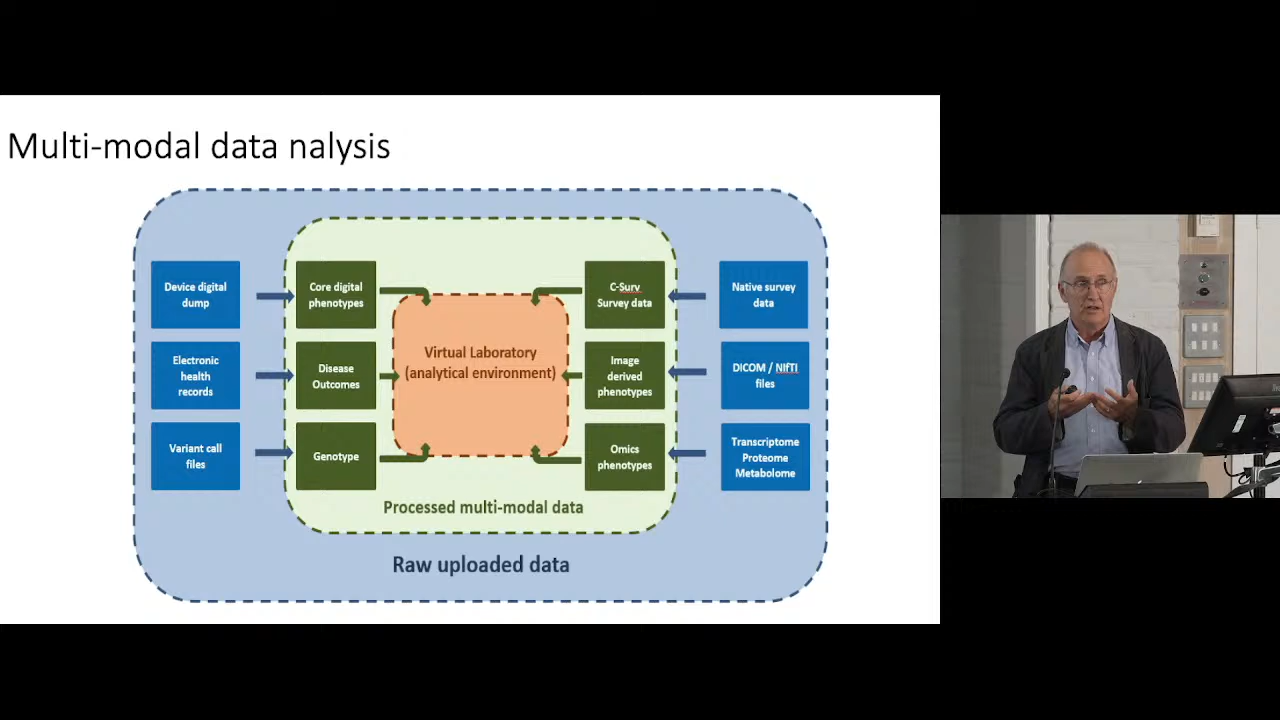 Multi-modal data nalysis
Device digital
dump
Core digital
phenotypes
C-Surv
Survey data
Native survey
data
Electronic
health
records
Disease
Outcomes
Virtual Laboratory
(analytical environment)
Image
derived
phenotypes
DICOM / NIfTI
files
Variant call
files
Genotype
Omics
phenotypes
Transcriptome
Proteome
Metabolome
Processed multi-modal data
Raw uploaded data